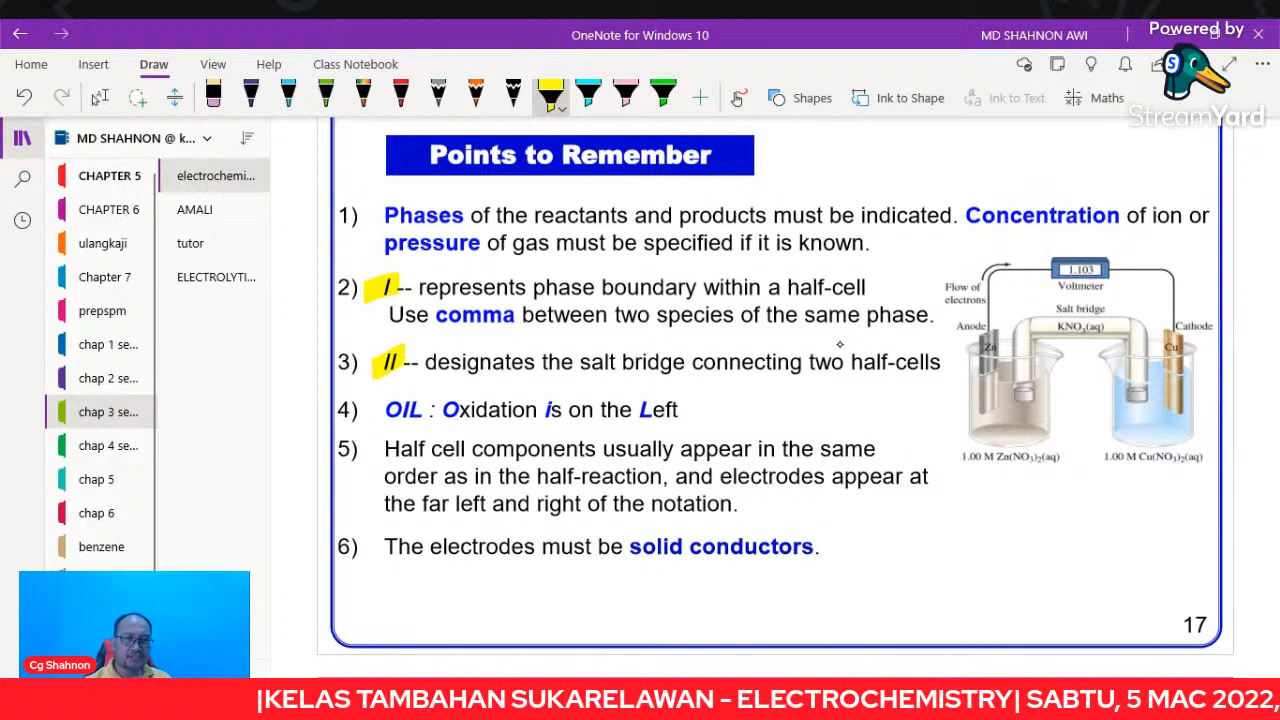 Powered by
StreamYard
OneNote for Windows 10
MD SHAHNON AWI
Home Insert Draw View Help Class Notebook
Shapes Ink to Shape Ink to Text Maths
MD SHAHNON @ k...
CHAPTER 5
CHAPTER 6
ulangkaji
Chapter 7
prepspm
chap 1 se...
chap 2 se...
chap 3 se...
chap 4 se...
chap 5
chap 6
benzene
electrochemi...
AMALI
tutor
ELECTROLYTI...
Points to Remember
1) Phases of the reactants and products must be indicated. Concentration of ion or
pressure of gas must be specified if it is known.
2) / -- represents phase boundary within a half-cell
Use comma between two species of the same phase.
3) // -- designates the salt bridge connecting two half-cells
4) OIL : Oxidation is on the Left
5) Half cell components usually appear in the same
order as in the half-reaction, and electrodes appear at
the far left and right of the notation.
6) The electrodes must be solid conductors.
1.103
Voltmeter
Flow of
electrons
Salt bridge
Anode
KNO₃(aq)
Cathode
Zn
Cu
1.00 M Zn(NO₃)₂(aq)
1.00 M Cu(NO₃)₂(aq)
17
Cg Shahnon
|KELAS TAMBAHAN SUKARELAWAN - ELECTROCHEMISTRY| SABTU, 5 MAC 2022,